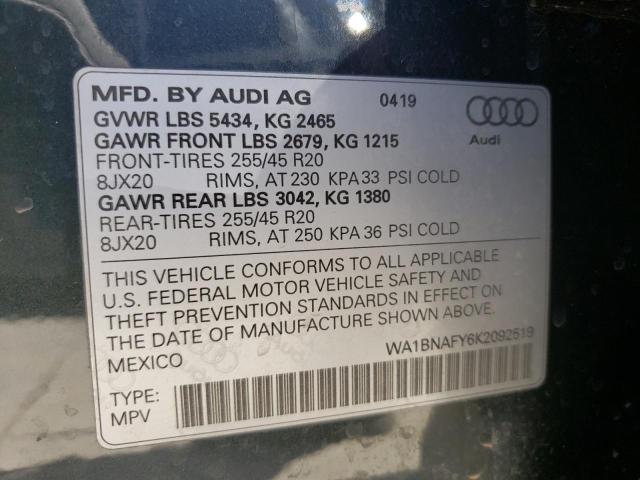 MFD. BY AUDI AG 0419
GVWR LBS 5434, KG 2465
GAWR FRONT LBS 2679, KG 1215
Audi
FRONT-TIRES 255/45 R20
8JX20 RIMS, AT 230 KPA 33 PSI COLD
GAWR REAR LBS 3042, KG 1380
REAR-TIRES 255/45 R20
8JX20 RIMS, AT 250 KPA 36 PSI COLD
THIS VEHICLE CONFORMS TO ALL APPLICABLE
U.S. FEDERAL MOTOR VEHICLE SAFETY AND
THEFT PREVENTION STANDARDS IN EFFECT ON
THE DATE OF MANUFACTURE SHOWN ABOVE.
MEXICO
WA1BNAFY6K2092519
TYPE:
MPV